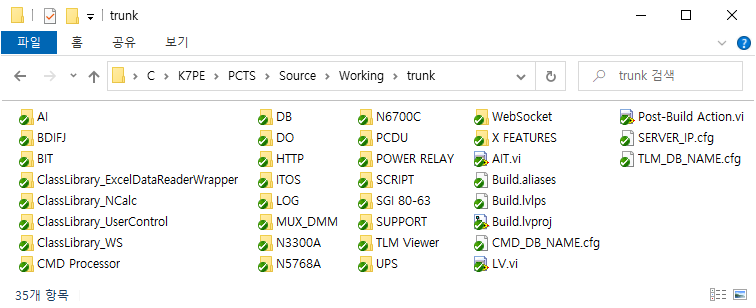 trunk
파일
홈
공유
보기
C > K7PE > PCTS > Source > Working > trunk
trunk 검색
AI
BDIFJ
BIT
ClassLibrary_ExcelDataReaderWrapper
ClassLibrary_NCalc
ClassLibrary_UserControl
ClassLibrary_WS
CMD Processor
DB
DO
HTTP
ITOS
LOG
MUX_DMM
N3300A
N5768A
N6700C
PCDU
POWER RELAY
SCRIPT
SGI 80-63
SUPPORT
TLM Viewer
UPS
WebSocket
X FEATURES
AIT.vi
Build.aliases
Build.lvlps
Build.lvproj
CMD_DB_NAME.cfg
LV.vi
Post-Build Action.vi
SERVER_IP.cfg
TLM_DB_NAME.cfg
35개 항목